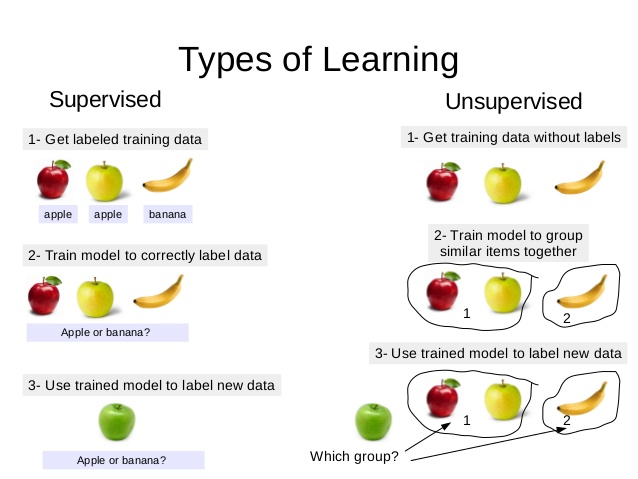 Types of Learning
Supervised
1- Get labeled training data
apple
apple
banana
2- Train model to correctly label data
Apple or banana?
3- Use trained model to label new data
Apple or banana?
Unsupervised
1- Get training data without labels
2- Train model to group
similar items together
1
2
3- Use trained model to label new data
1
2
Which group?